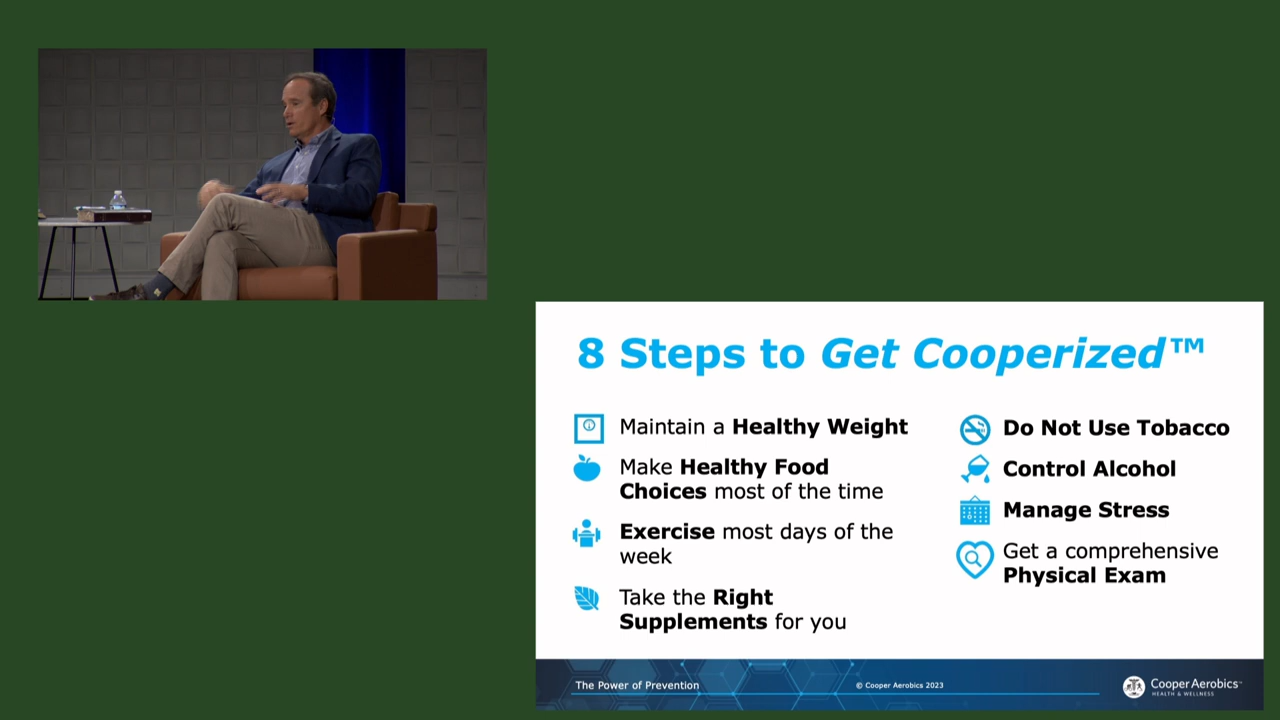 8 Steps to Get Cooperized™
Maintain a Healthy Weight
Make Healthy Food
Choices most of the time
Exercise most days of the
week
Take the Right
Supplements for you
Do Not Use Tobacco
Control Alcohol
Manage Stress
Get a comprehensive
Physical Exam
The Power of Prevention
© Cooper Aerobics 2023
CooperAerobics™
HEALTH & WELLNESS